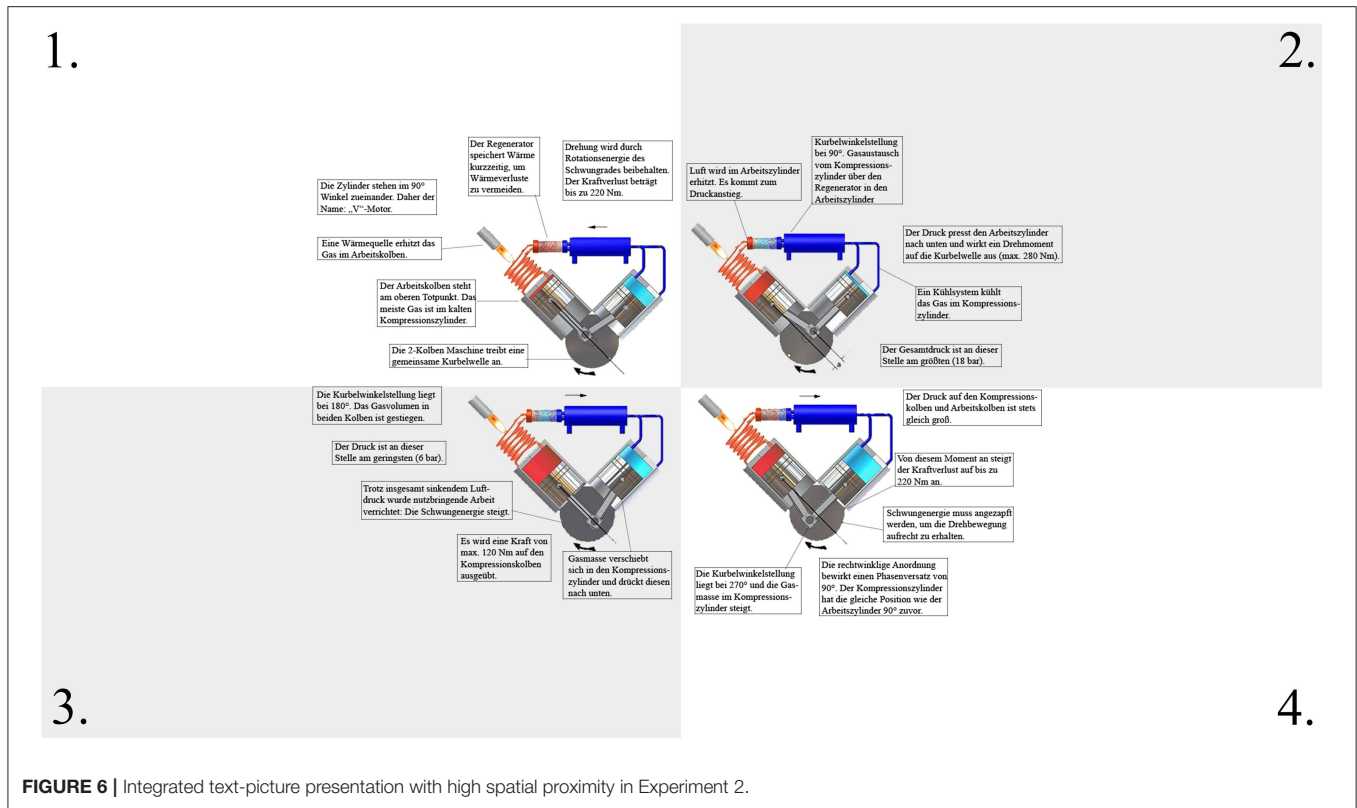 1.
Der Regenerator
speichert Wärme
kurzzeitig, um
Wärmeverluste
zu vermeiden.
Drehung wird durch
Rotationsenergie des
Schwungrades beibehalten.
Der Kraftverlust beträgt
bis zu 220 Nm.
Die Zylinder stehen im 90°
Winkel zueinander. Daher der
Name: „V“-Motor.
Eine Wärmequelle erhitzt das
Gas im Arbeitskolben.
Der Arbeitskolben steht
am oberen Totpunkt. Das
meiste Gas ist im kalten
Kompressionszylinder.
Die 2-Kolben Maschine treibt eine
gemeinsame Kurbelwelle an.
2.
Luft wird im Arbeitszylinder
erhitzt. Es kommt zum
Druckanstieg.
Kurbelwinkelstellung
bei 90°. Gasaustausch
vom Kompressions-
zylinder über den
Regenerator in den
Arbeitszylinder
Der Druck presst den Arbeitszylinder
nach unten und wirkt ein Drehmoment
auf die Kurbelwelle aus (max. 280 Nm).
Ein Kühlsystem kühlt
das Gas im Kompressions-
zylinder.
Der Gesamtdruck ist an dieser
Stelle am größten (18 bar).
Die Kurbelwinkelstellung liegt
bei 180°. Das Gasvolumen in
beiden Kolben ist gestiegen.
Der Druck ist an dieser
Stelle am geringsten (6 bar).
Trotz insgesamt sinkendem Luft-
druck wurde nutzbringende Arbeit
verrichtet: Die Schwungenergie steigt.
Es wird eine Kraft von
max. 120 Nm auf den
Kompressionskolben
ausgeübt.
Gasmasse verschiebt
sich in den Kompressions-
zylinder und drückt diesen
nach unten.
3.
Der Druck auf den Kompressions-
kolben und Arbeitskolben ist stets
gleich groß.
Von diesem Moment an steigt
der Kraftverlust auf bis zu
220 Nm an.
Schwungenergie muss angezapft
werden, um die Drehbewegung
aufrecht zu erhalten.
Die Kurbelwinkelstellung
liegt bei 270° und die Gas-
masse im Kompressions-
zylinder steigt.
Die rechtwinklige Anordnung
bewirkt einen Phasenversatz von
90°. Der Kompressionszylinder
hat die gleiche Position wie der
Arbeitszylinder 90° zuvor.
4.
FIGURE 6 | Integrated text-picture presentation with high spatial proximity in Experiment 2.